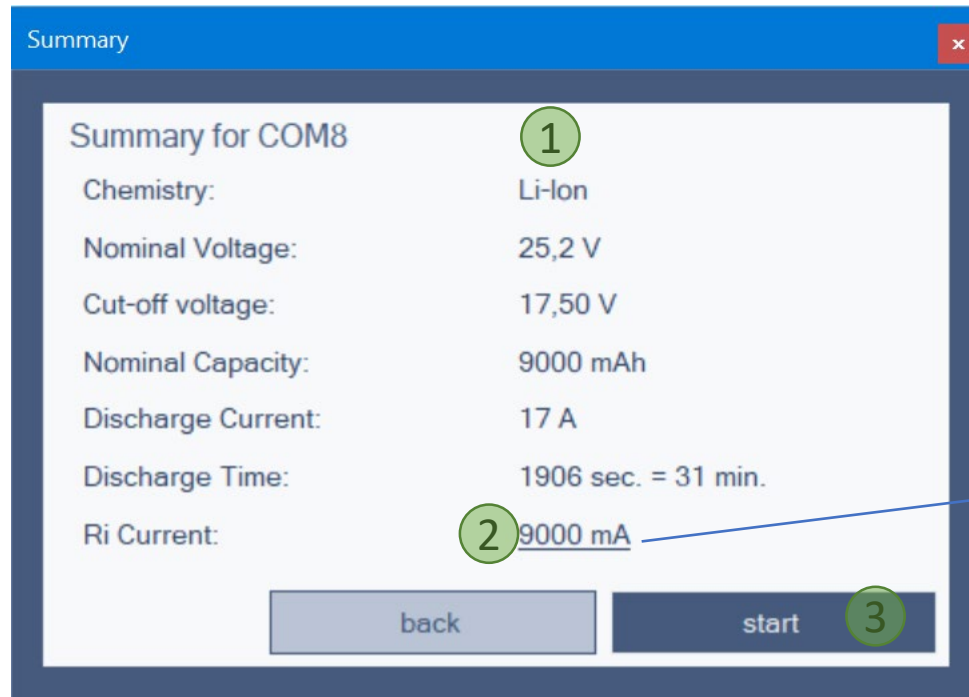 Summary
x
Summary for COM8
1
Chemistry: Li-Ion
Nominal Voltage: 25,2 V
Cut-off voltage: 17,50 V
Nominal Capacity: 9000 mAh
Discharge Current: 17 A
Discharge Time: 1906 sec. = 31 min.
Ri Current: 2 9000 mA
back start 3